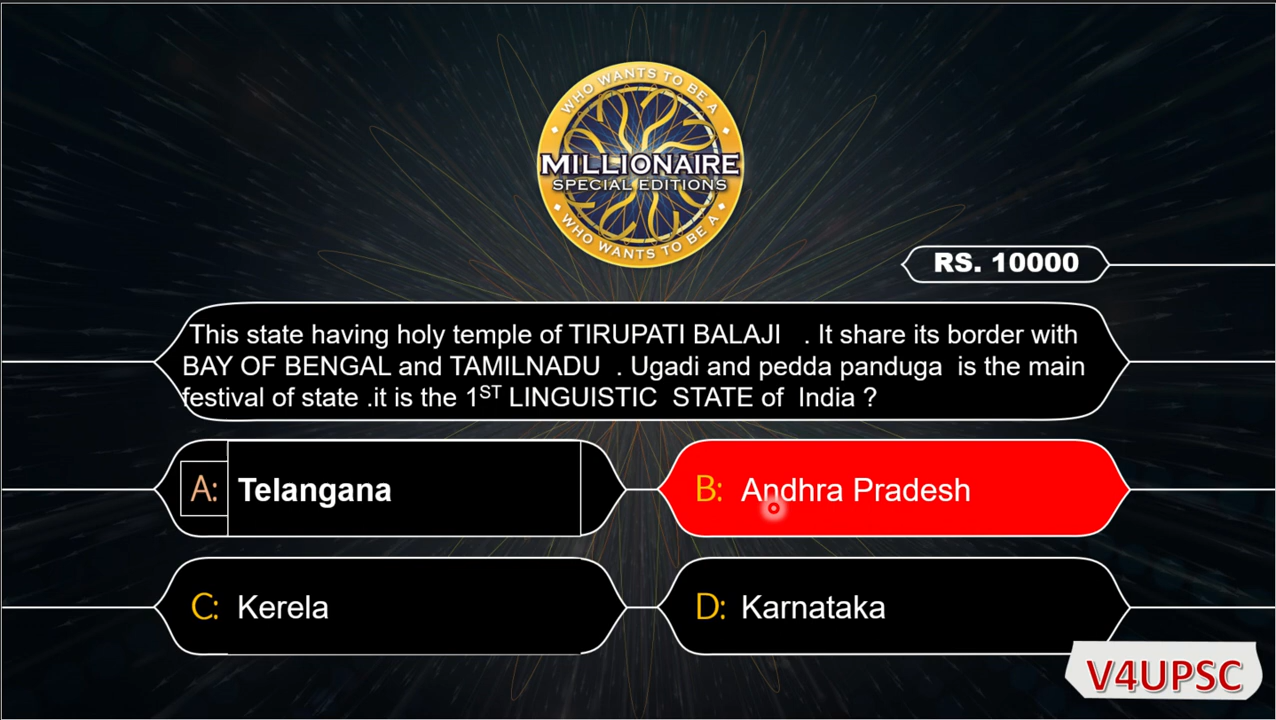 WHO WANTS TO BE A
MILLIONAIRE
SPECIAL EDITIONS
WHO WANTS TO BE A
RS. 10000
This state having holy temple of TIRUPATI BALAJI . It share its border with
BAY OF BENGAL and TAMILNADU . Ugadi and pedda panduga is the main
festival of state .it is the 1ST LINGUISTIC STATE of India ?
A: Telangana
B: Andhra Pradesh
C: Kerela
D: Karnataka
V4UPSC